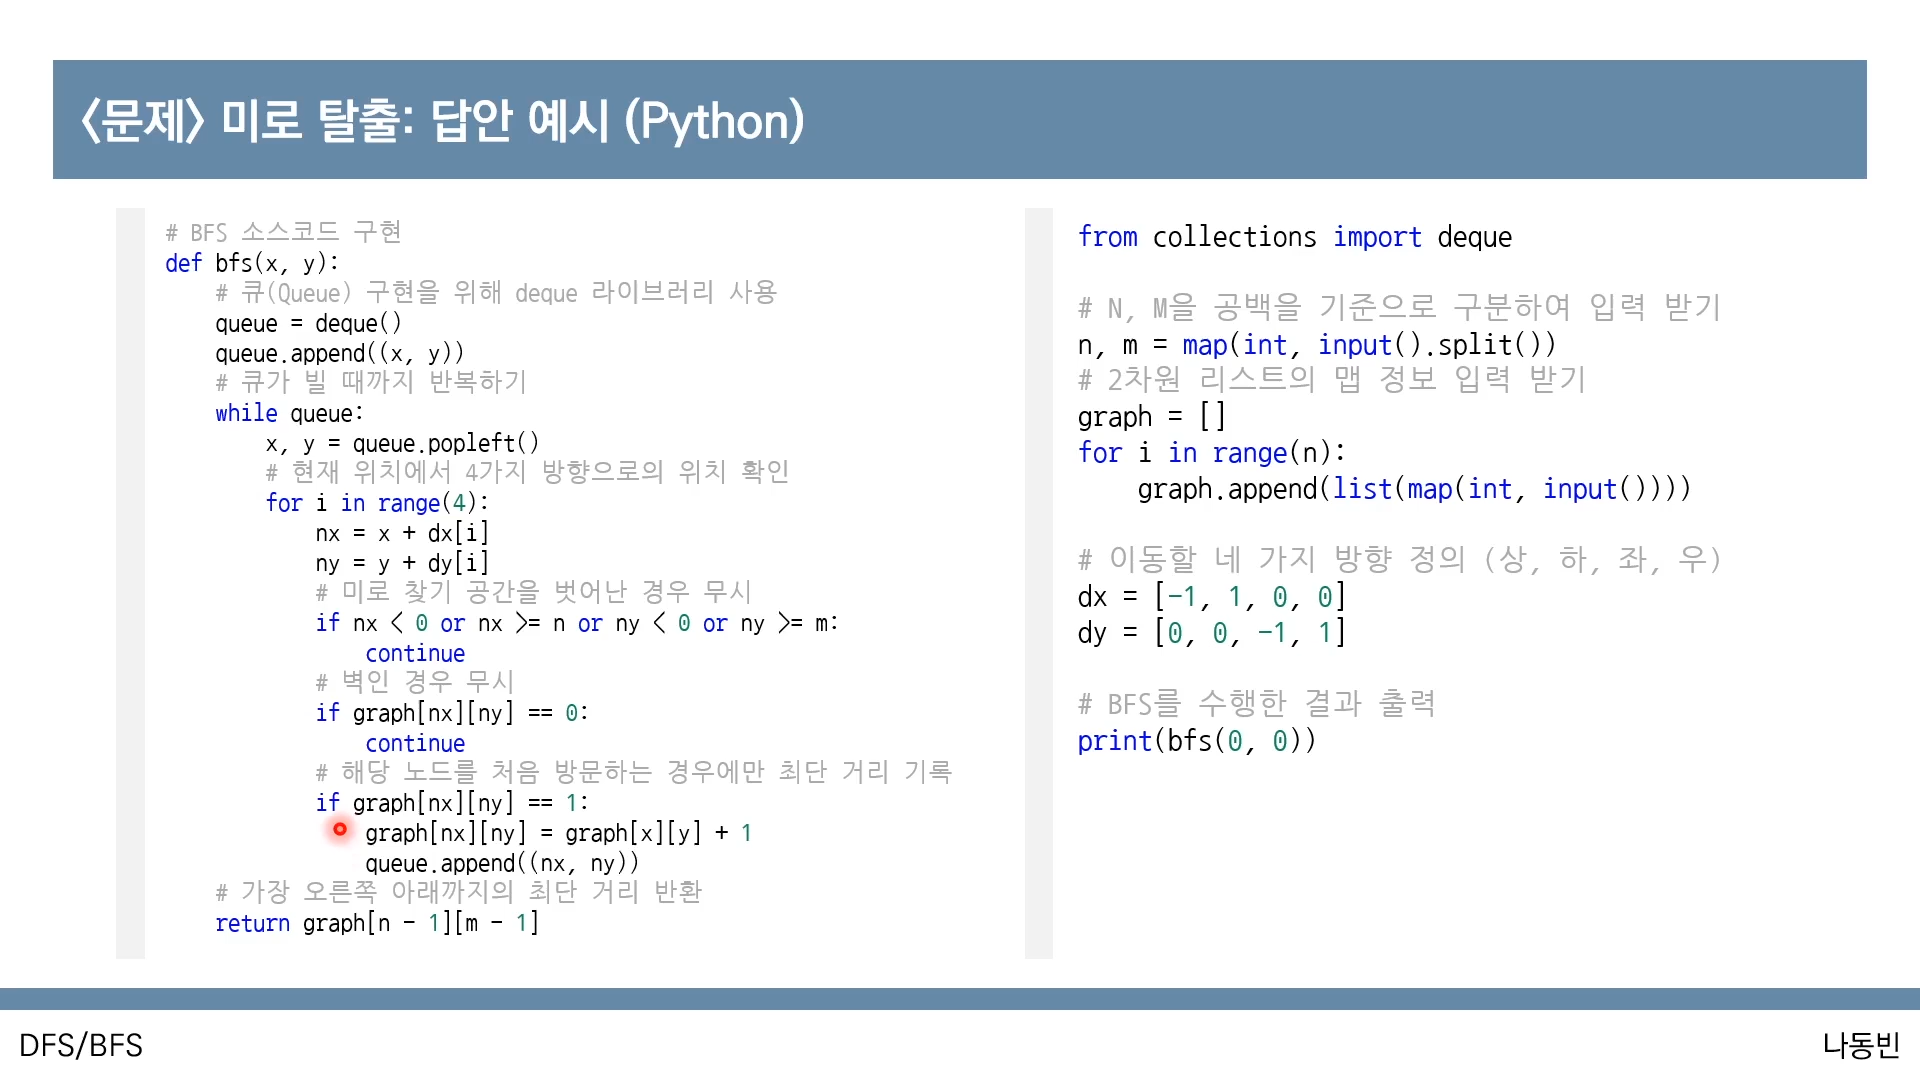 <문제> 미로 탈출: 답안 예시 (Python)
# BFS 소스코드 구현
def bfs(x, y):
    # 큐(Queue) 구현을 위해 deque 라이브러리 사용
    queue = deque()
    queue.append((x, y))
    # 큐가 빌 때까지 반복하기
    while queue:
        x, y = queue.popleft()
        # 현재 위치에서 4가지 방향으로의 위치 확인
        for i in range(4):
            nx = x + dx[i]
            ny = y + dy[i]
            # 미로 찾기 공간을 벗어난 경우 무시
            if nx < 0 or nx >= n or ny < 0 or ny >= m:
                continue
            # 벽인 경우 무시
            if graph[nx][ny] == 0:
                continue
            # 해당 노드를 처음 방문하는 경우에만 최단 거리 기록
            if graph[nx][ny] == 1:
                graph[nx][ny] = graph[x][y] + 1
                queue.append((nx, ny))
    # 가장 오른쪽 아래까지의 최단 거리 반환
    return graph[n - 1][m - 1]
from collections import deque
# N, M을 공백을 기준으로 구분하여 입력 받기
n, m = map(int, input().split())
# 2차원 리스트의 맵 정보 입력 받기
graph = []
for i in range(n):
    graph.append(list(map(int, input())))
# 이동할 네 가지 방향 정의 (상, 하, 좌, 우)
dx = [-1, 1, 0, 0]
dy = [0, 0, -1, 1]
# BFS를 수행한 결과 출력
print(bfs(0, 0))
DFS/BFS
나동빈